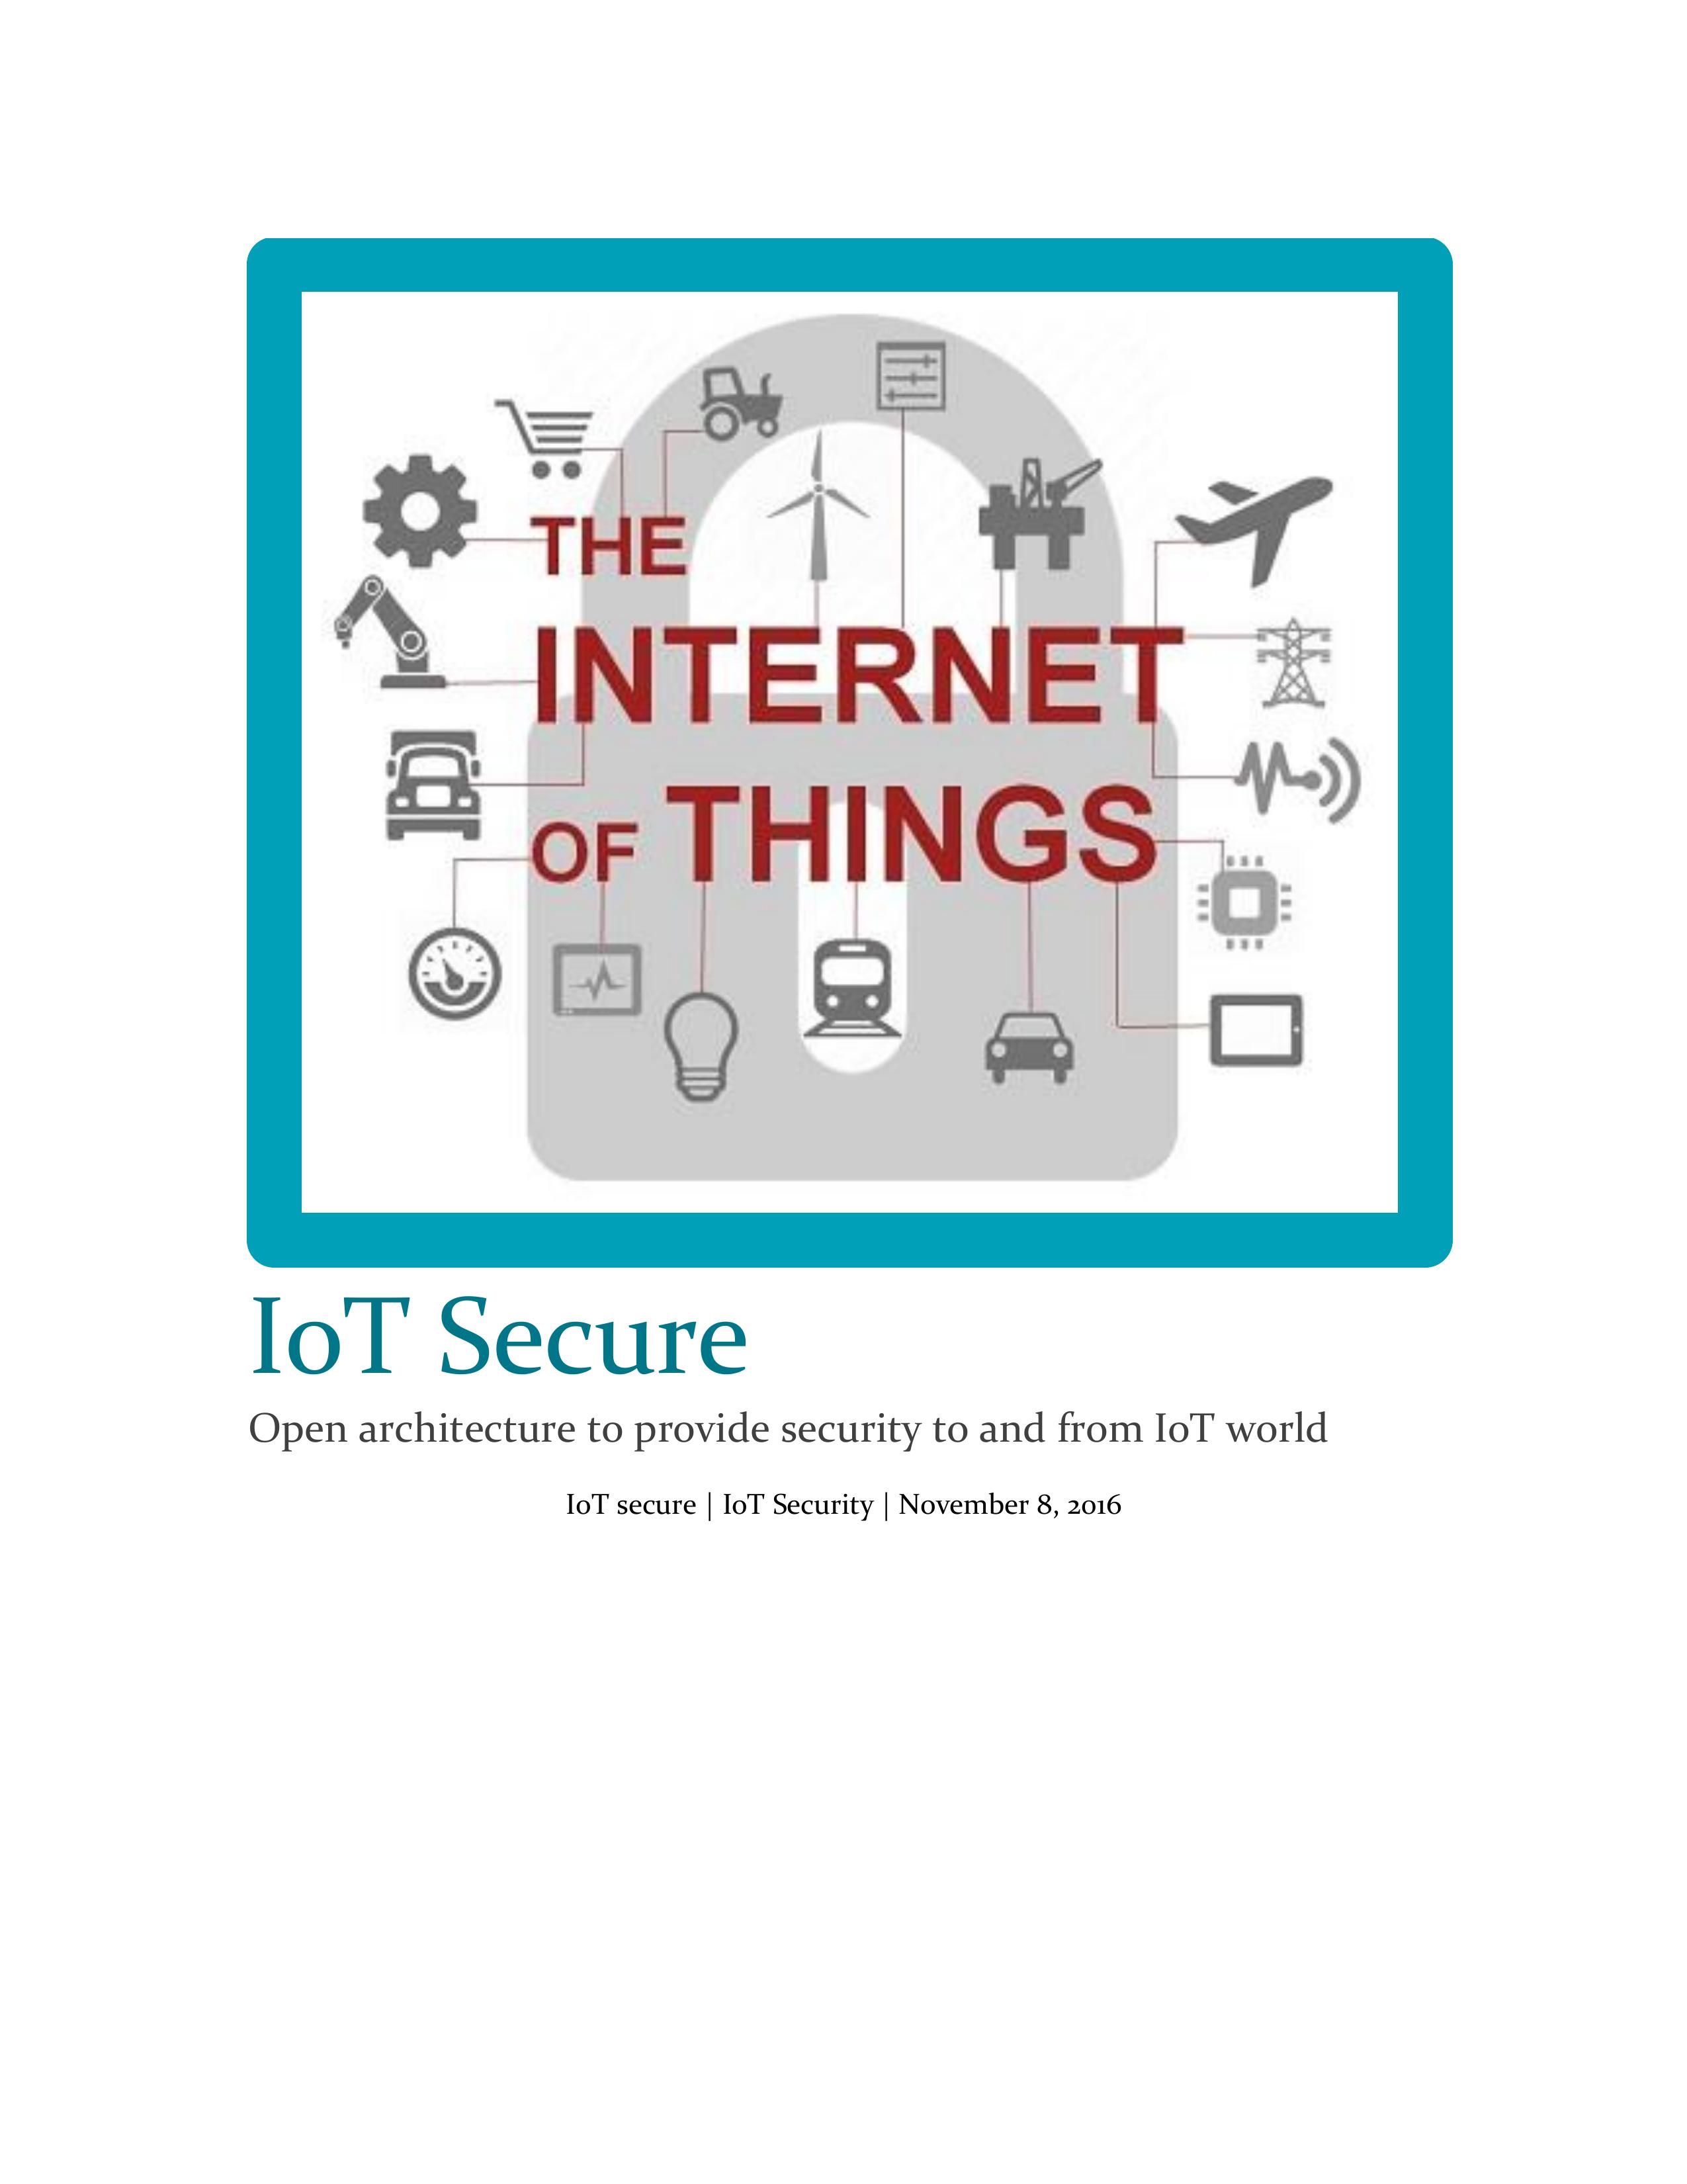 THE
INTERNET
OF THINGS
IoT Secure
Open architecture to provide security to and from IoT world
IoT secure | IoT Security | November 8, 2016